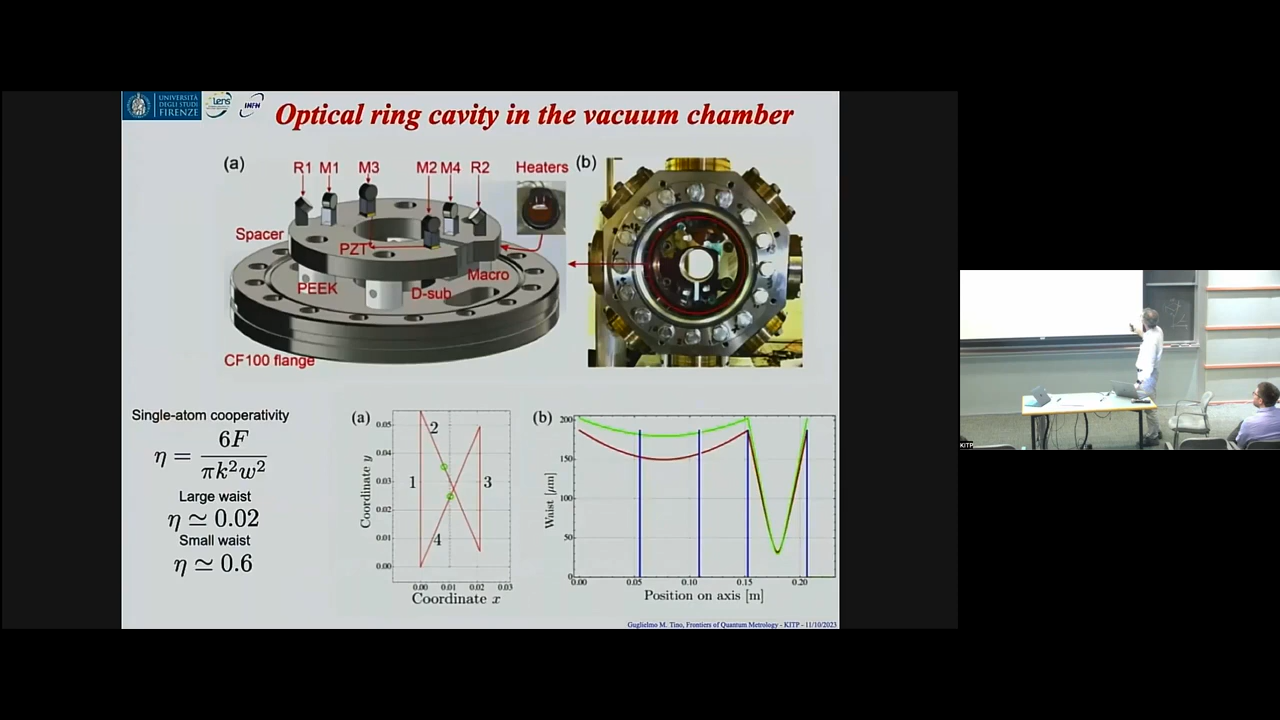 UNIVERSITÀ
DEGLI STUDI
FIRENZE
Lens
INFN
Optical ring cavity in the vacuum chamber
(a)
R1 M1 M3 M2 M4 R2 Heaters
(b)
Spacer
PZT
Macro
PEEK
D-sub
CF100 flange
Single-atom cooperativity
η = 6F / πk²w²
Large waist
η ≃ 0.02
Small waist
η ≃ 0.6
(a)
Coordinate y
0.05
0.04
0.03
0.02
0.01
0.00
1
2
3
4
0.00 0.01 0.02 0.03
Coordinate x
(b)
Waist [μm]
200
150
100
50
0
0.00 0.05 0.10 0.15 0.20
Position on axis [m]
Guglielmo M. Tino, Frontiers of Quantum Metrology - KITP - 11/10/2023
KITP